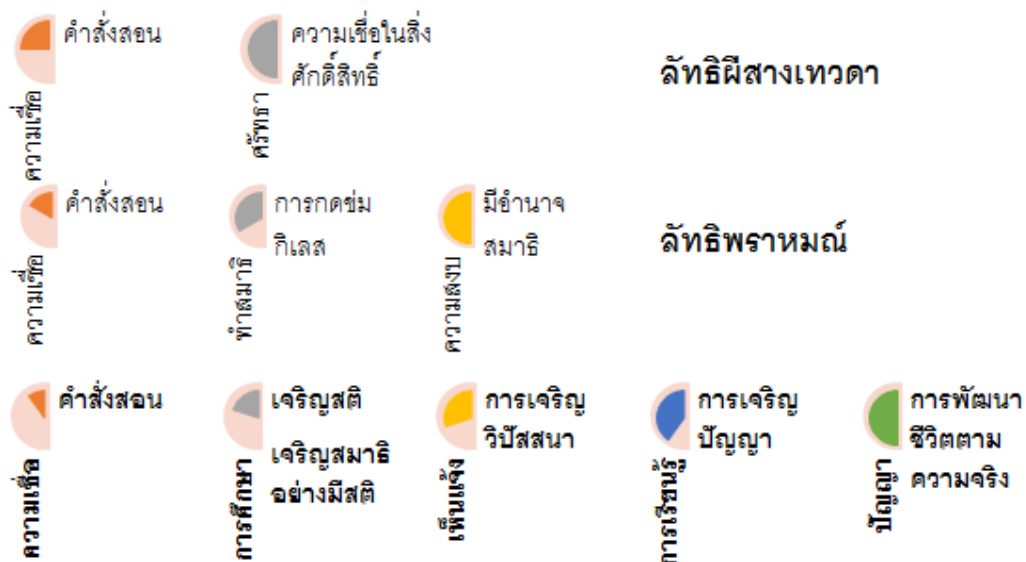 คำสั่งสอน
ความเชื่อ
ความเชื่อในสิ่ง
ศักดิ์สิทธิ์
ศรัทธา
ลัทธิผีสางเทวดา
คำสั่งสอน
ความเชื่อ
การกดข่ม
กิเลส
ทำสมาธิ
มีอำนาจ
สมาธิ
ความสงบ
ลัทธิพราหมณ์
คำสั่งสอน
ความเชื่อ
เจริญสติ
เจริญสมาธิ
อย่างมีสติ
การศึกษา
การเจริญ
วิปัสสนา
เห็นแจ้ง
การเจริญ
ปัญญา
การเรียนรู้
การพัฒนา
ชีวิตตาม
ความจริง
ปัญญา